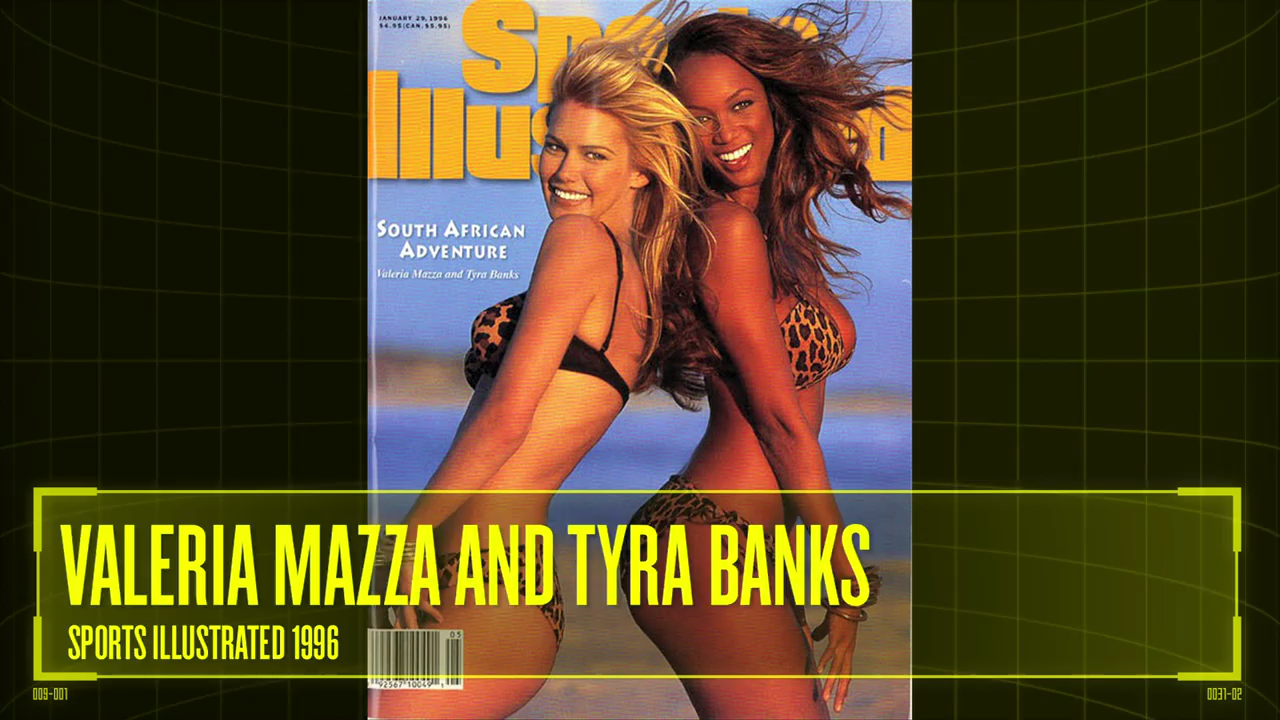 JANUARY 29, 1996
$4.95 (CAN. $5.95)
Sports
Illustrated
SOUTH AFRICAN
ADVENTURE
Valeria Mazza and Tyra Banks
VALERIA MAZZA AND TYRA BANKS
SPORTS ILLUSTRATED 1996
05
009-001
0031-02